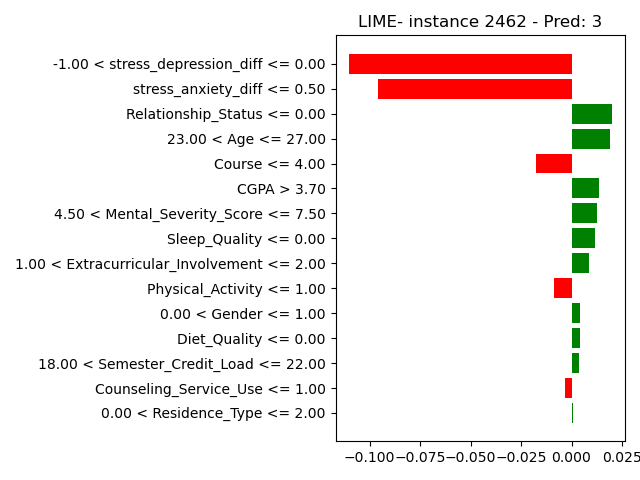 LIME- instance 2462 - Pred: 3
-1.00 < stress_depression_diff <= 0.00
stress_anxiety_diff <= 0.50
Relationship_Status <= 0.00
23.00 < Age <= 27.00
Course <= 4.00
CGPA > 3.70
4.50 < Mental_Severity_Score <= 7.50
Sleep_Quality <= 0.00
1.00 < Extracurricular_Involvement <= 2.00
Physical_Activity <= 1.00
0.00 < Gender <= 1.00
Diet_Quality <= 0.00
18.00 < Semester_Credit_Load <= 22.00
Counseling_Service_Use <= 1.00
0.00 < Residence_Type <= 2.00
−0.100 −0.075 −0.050 −0.025 0.000 0.025